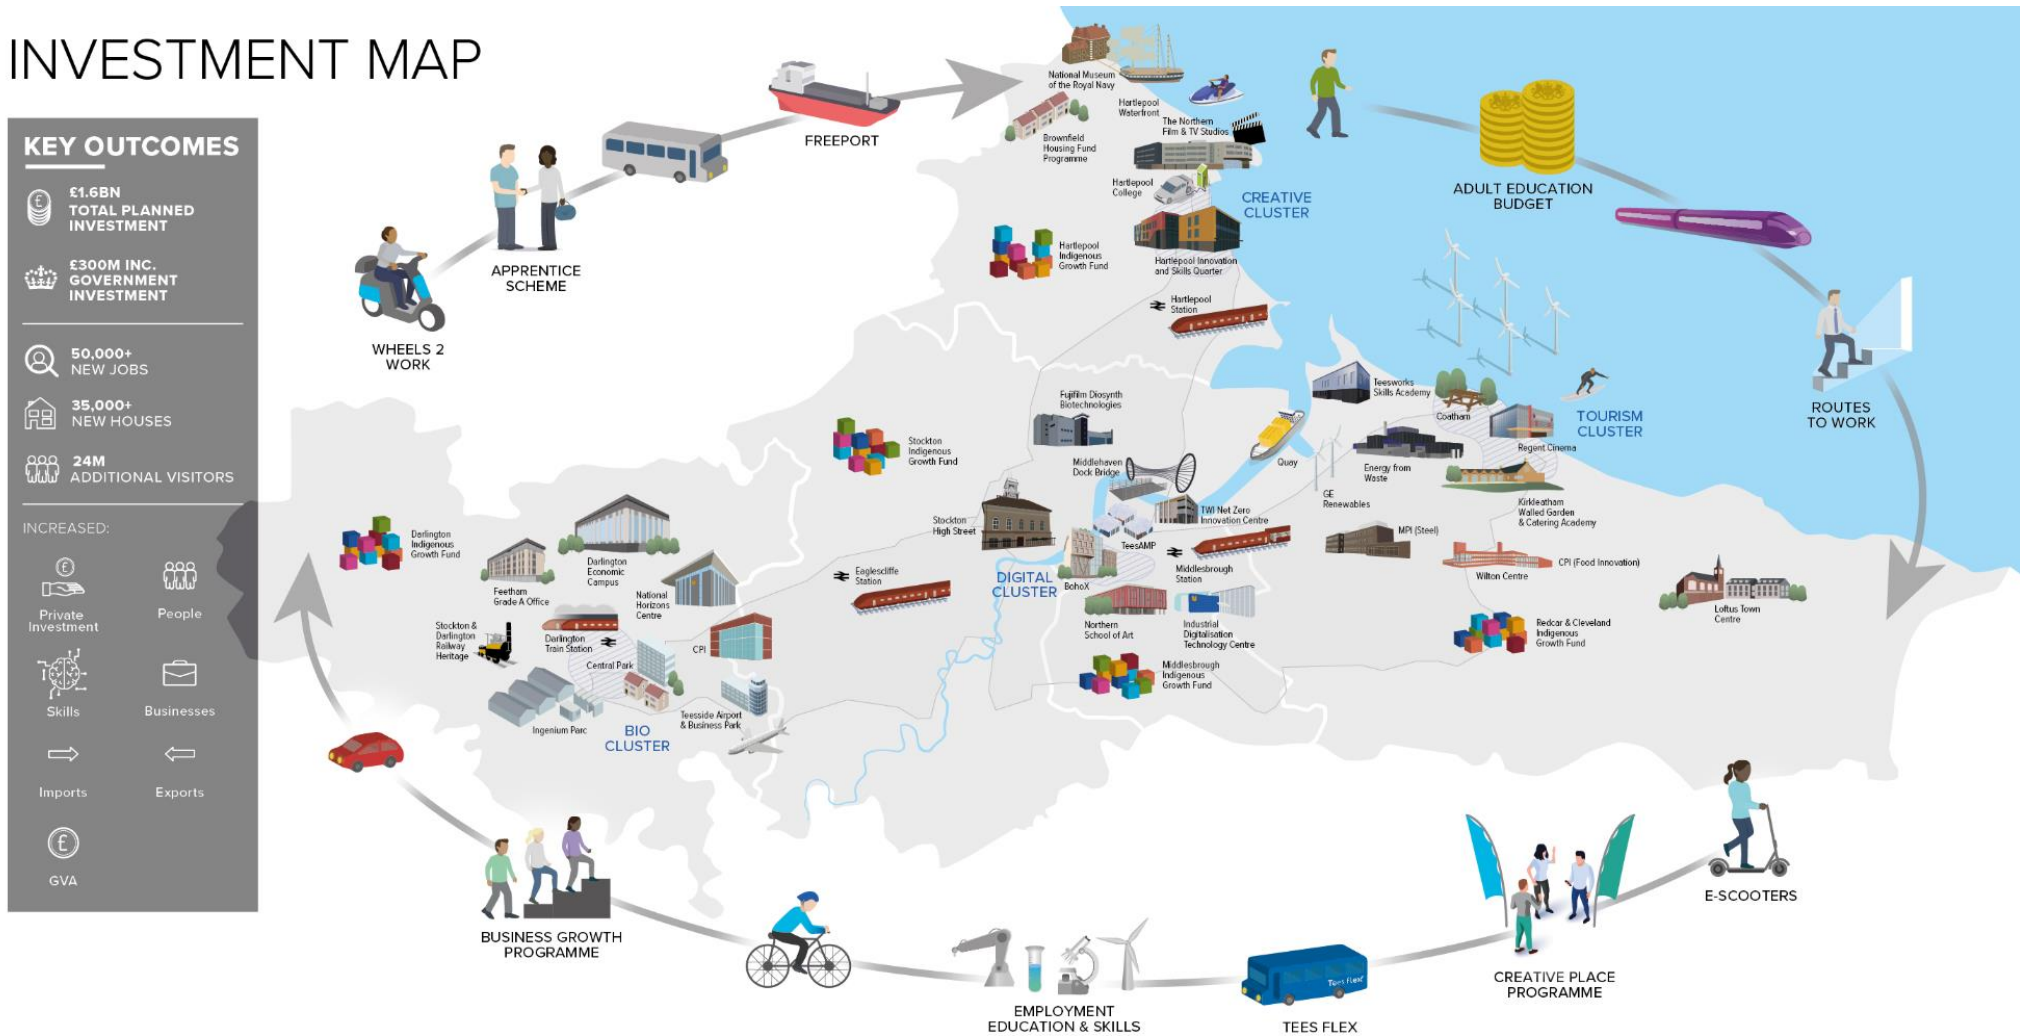 INVESTMENT MAP
KEY OUTCOMES
£1.6BN
TOTAL PLANNED
INVESTMENT
£300M INC.
GOVERNMENT
INVESTMENT
50,000+
NEW JOBS
35,000+
NEW HOUSES
24M
ADDITIONAL VISITORS
INCREASED:
Private
Investment
People
Skills
Businesses
Imports
Exports
GVA
WHEELS 2
WORK
APPRENTICE
SCHEME
FREEPORT
ADULT EDUCATION
BUDGET
ROUTES
TO WORK
E-SCOOTERS
CREATIVE PLACE
PROGRAMME
TEES FLEX
Tees Flex
EMPLOYMENT
EDUCATION & SKILLS
BUSINESS GROWTH
PROGRAMME
National Museum
of the Royal Navy
Hartlepool
Waterfront
Brownfield
Housing Fund
Programme
The Northern
Film & TV Studios
Hartlepool
College
CREATIVE
CLUSTER
Hartlepool
Indigenous
Growth Fund
Hartlepool Innovation
and Skills Quarter
Hartlepool
Station
Fujifilm Diosynth
Biotechnologies
Stockton
Indigenous
Growth Fund
Middlehaven
Dock Bridge
Quay
Teesworks
Skills Academy
Coatham
TOURISM
CLUSTER
Regent Cinema
Energy from
Waste
GE
Renewables
Kirkleatham
Walled Garden
& Catering Academy
MPI (Steel)
CPI (Food Innovation)
Wilton Centre
Loftus Town
Centre
Redcar & Cleveland
Indigenous
Growth Fund
Stockton
High Street
TWI Net Zero
Innovation Centre
TeesAMP
Middlesbrough
Station
DIGITAL
CLUSTER
BohoX
Northern
School of Art
Industrial
Digitalisation
Technology Centre
Middlesbrough
Indigenous
Growth Fund
Eaglescliffe
Station
Darlington
Indigenous
Growth Fund
Feetham
Grade A Office
Darlington
Economic
Campus
National
Horizons
Centre
Stockton &
Darlington
Railway
Heritage
Darlington
Train Station
Central Park
CPI
Ingenium Parc
BIO
CLUSTER
Teesside Airport
& Business Park